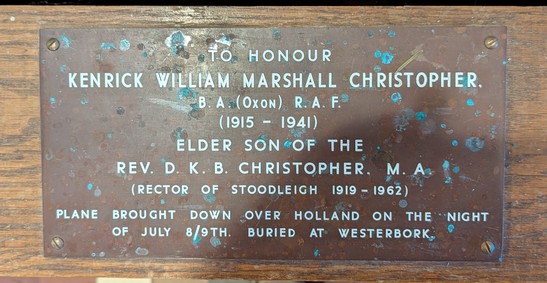 TO HONOUR
KENRICK WILLIAM MARSHALL CHRISTOPHER.
B. A. (OXON) R. A. F.
(1915 - 1941)
ELDER SON OF THE
REV. D. K. B. CHRISTOPHER. M. A.
(RECTOR OF STOODLEIGH 1919-1962)
PLANE BROUGHT DOWN OVER HOLLAND ON THE NIGHT
OF JULY 8/9TH. BURIED AT WESTERBORK.